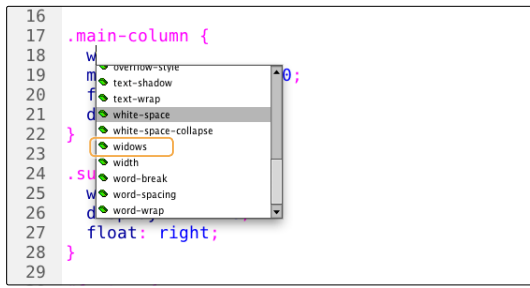 16
17 .main-column {
18 w
19 m 0;
20 f
21 d
22 }
23
24 .su
25 w
26 d
27 float: right;
28 }
29
overflow-style
text-shadow
text-wrap
white-space
white-space-collapse
widows
width
word-break
word-spacing
word-wrap